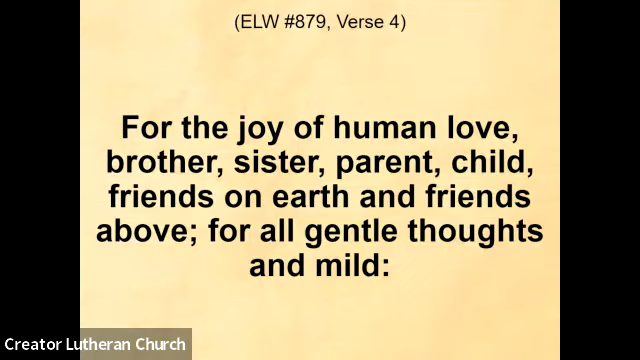 (ELW #879, Verse 4)
For the joy of human love,
brother, sister, parent, child,
friends on earth and friends
above; for all gentle thoughts
and mild:
Creator Lutheran Church